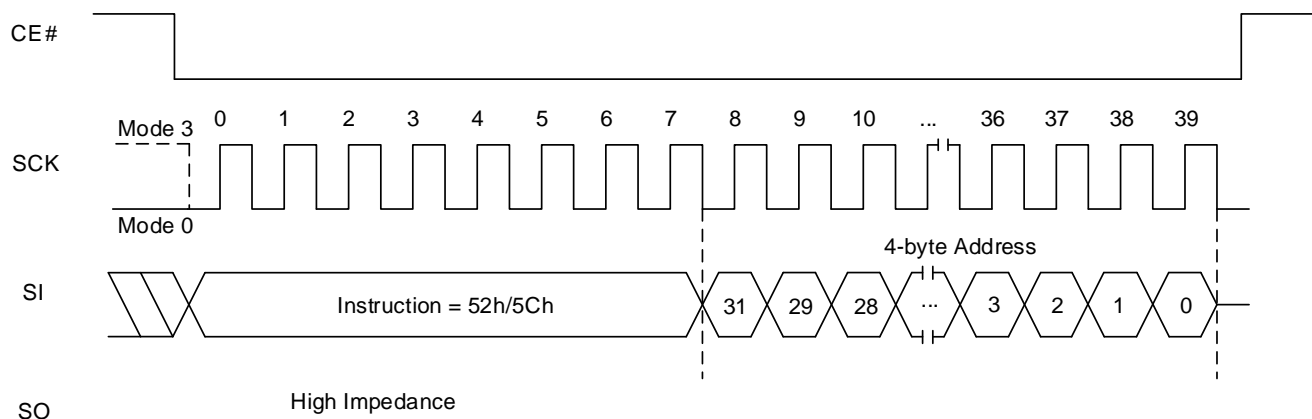 CE#
0 1 2 3 4 5 6 7 8 9 10 ... 36 37 38 39
Mode 3
SCK
Mode 0
4-byte Address
SI
Instruction = 52h/5Ch 31 29 28 ... 3 2 1 0
High Impedance
SO